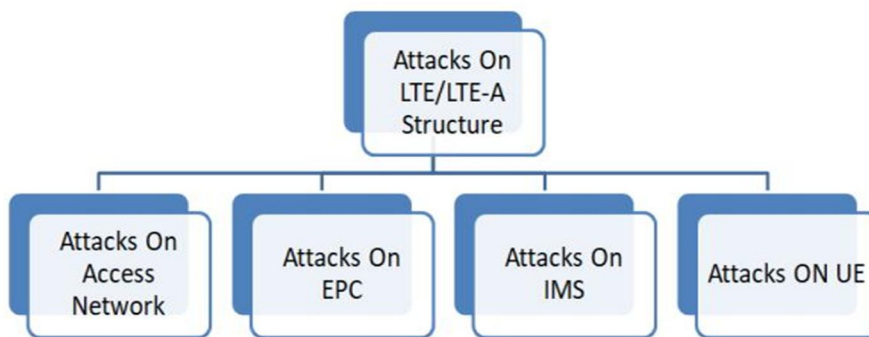 Attacks On
LTE/LTE-A
Structure
Attacks On
Access
Network
Attacks On
EPC
Attacks On
IMS
Attacks ON UE